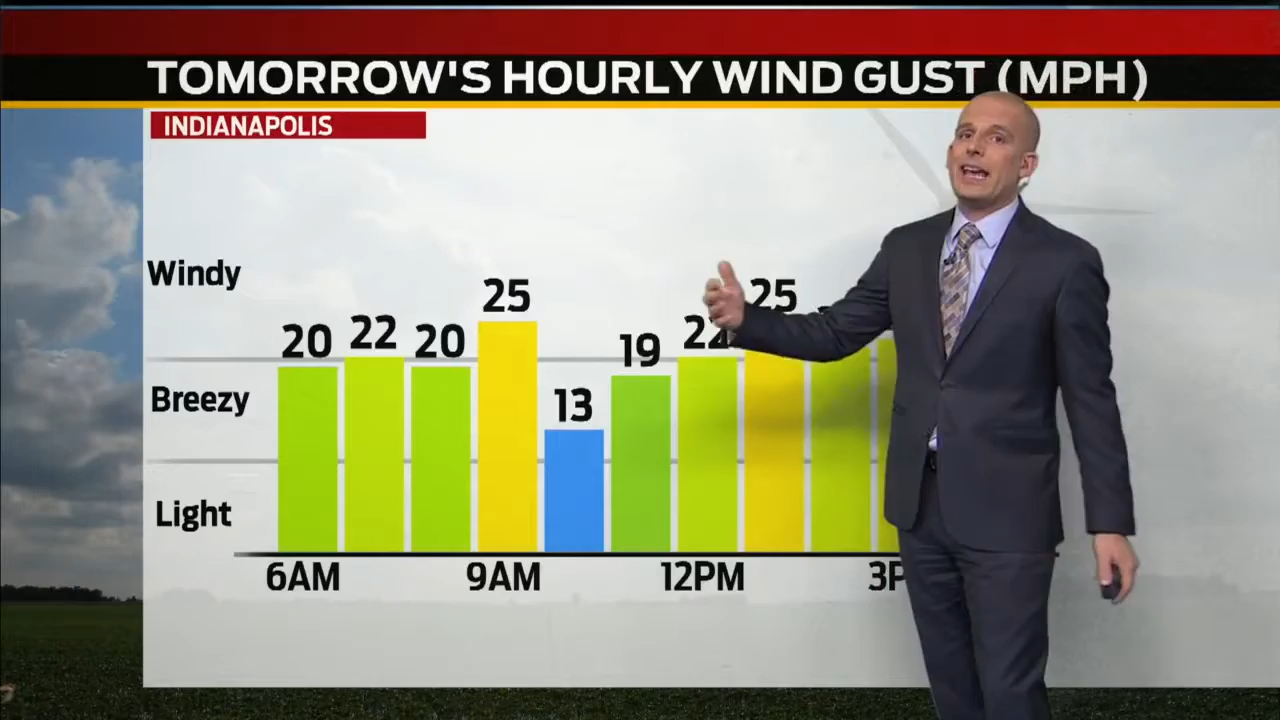 TOMORROW'S HOURLY WIND GUST (MPH)
INDIANAPOLIS
Windy
Breezy
Light
20 22 20 25 13 19 22 25
6AM 9AM 12PM